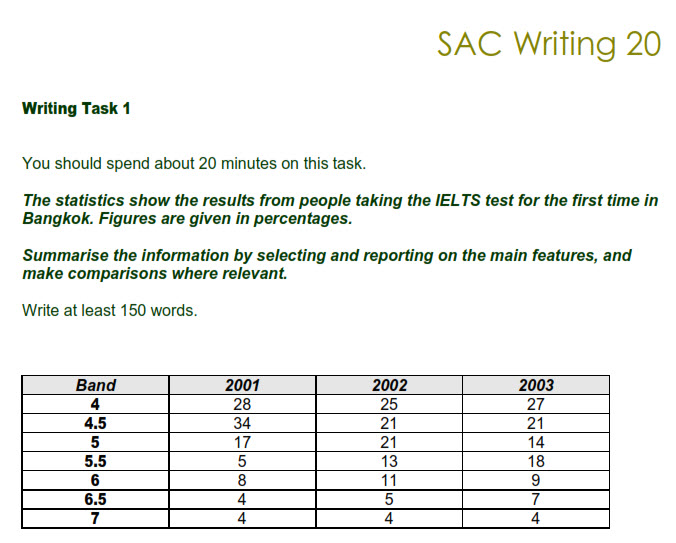 SAC Writing 20
Writing Task 1
You should spend about 20 minutes on this task.
The statistics show the results from people taking the IELTS test for the first time in
Bangkok. Figures are given in percentages.
Summarise the information by selecting and reporting on the main features, and
make comparisons where relevant.
Write at least 150 words.
Band 2001 2002 2003
4 28 25 27
4.5 34 21 21
5 17 21 14
5.5 5 13 18
6 8 11 9
6.5 4 5 7
7 4 4 4